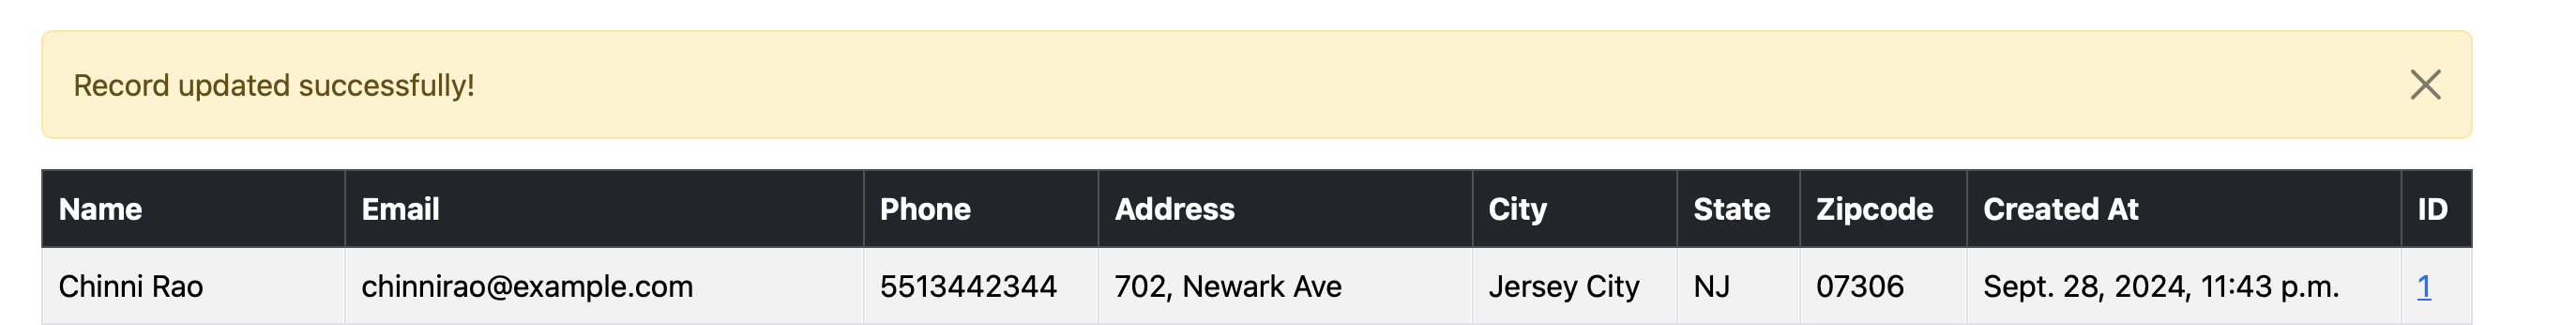 Record updated successfully!
Name Email Phone Address City State Zipcode Created At ID
Chinni Rao chinnirao@example.com 5513442344 702, Newark Ave Jersey City NJ 07306 Sept. 28, 2024, 11:43 p.m. 1